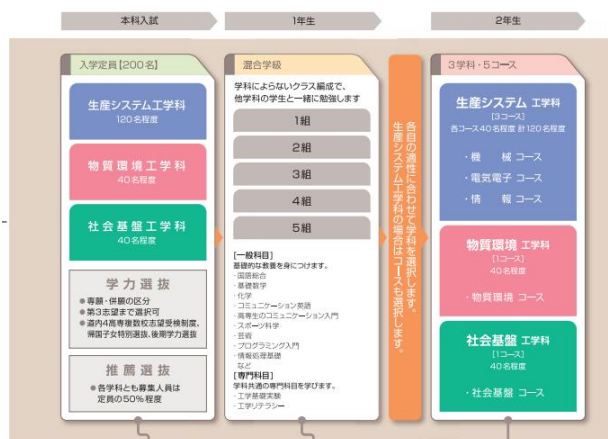 本科入試
1年生
2年生
入学定員【200名】
生産システム工学科
120名程度
物質環境工学科
40名程度
社会基盤工学科
40名程度
学力選抜
●専願・併願の区分
●第3志望まで選択可
●道内4高専複数校志望受検制度、
帰国子女特別選抜、後期学力選抜
推薦選抜
●各学科とも募集人員は
定員の50%程度
混合学級
学科によらないクラス編成で、
他学科の学生と一緒に勉強します
1組
2組
3組
4組
5組
[一般科目]
基礎的な教養を身につけます。
・国語総合
・基礎数学
・化学
・コミュニケーション英語
・高専生のコミュニケーション入門
・スポーツ科学
・芸術
・プログラミング入門
・情報処理基礎
など
[専門科目]
学科共通の専門科目を学びます。
・工学基礎実験
・工学リテラシー
各自の適性に合わせて学科を選択します。
生産システム工学科の場合はコースも選択します。
3学科・5コース
生産システム 工学科
[3コース]
各コース40名程度 計120名程度
・機 械 コース
・電気電子 コース
・情 報 コース
物質環境 工学科
[1コース]
40名程度
・物質環境 コース
社会基盤 工学科
[1コース]
40名程度
・社会基盤 コース